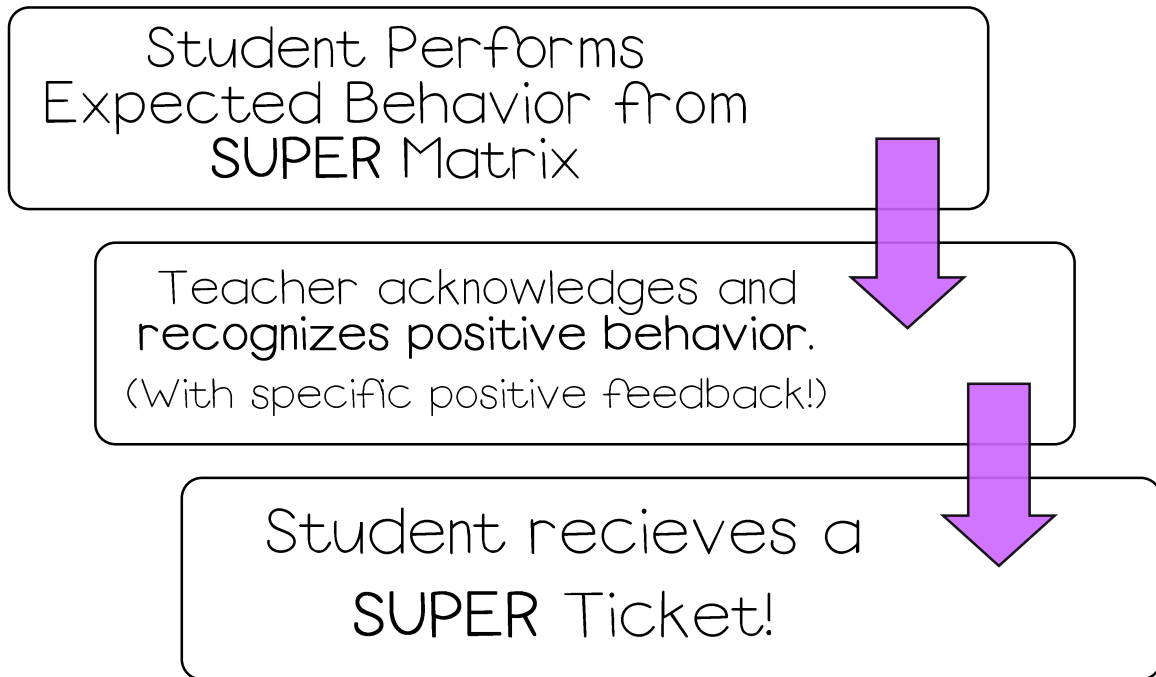 Student Performs
Expected Behavior from
SUPER Matrix
Teacher acknowledges and
recognizes positive behavior.
(With specific positive feedback!)
Student recieves a
SUPER Ticket!